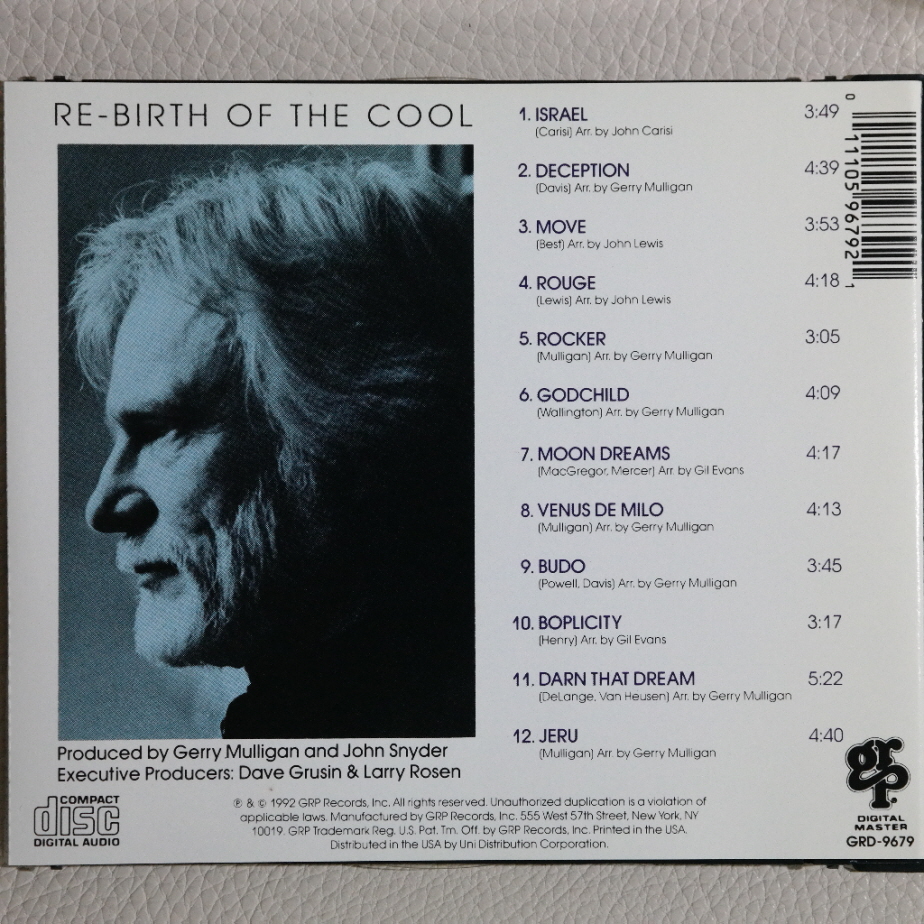 RE-BIRTH OF THE COOL
1. ISRAEL 3:49
(Carisi) Arr. by John Carisi
2. DECEPTION 4:39
(Davis) Arr. by Gerry Mulligan
3. MOVE 3:53
(Best) Arr. by John Lewis
4. ROUGE 4:18
(Lewis) Arr. by John Lewis
5. ROCKER 3:05
(Mulligan) Arr. by Gerry Mulligan
6. GODCHILD 4:09
(Wallington) Arr. by Gerry Mulligan
7. MOON DREAMS 4:17
(MacGregor, Mercer) Arr. by Gil Evans
8. VENUS DE MILO 4:13
(Mulligan) Arr. by Gerry Mulligan
9. BUDO 3:45
(Powell, Davis) Arr. by Gerry Mulligan
10. BOPLICITY 3:17
(Henry) Arr. by Gil Evans
11. DARN THAT DREAM 5:22
(DeLange, Van Heusen) Arr. by Gerry Mulligan
12. JERU 4:40
(Mulligan) Arr. by Gerry Mulligan
0 11105 96792 1
Produced by Gerry Mulligan and John Snyder
Executive Producers: Dave Grusin & Larry Rosen
COMPACT
disc
DIGITAL AUDIO
℗ & © 1992 GRP Records, Inc. All rights reserved. Unauthorized duplication is a violation of
applicable laws. Manufactured by GRP Records, Inc. 555 West 57th Street, New York, NY
10019. GRP Trademark Reg. U.S. Pat. Tm. Off. by GRP Records, Inc. Printed in the USA.
Distributed in the USA by Uni Distribution Corporation.
grp
DIGITAL
MASTER
GRD-9679